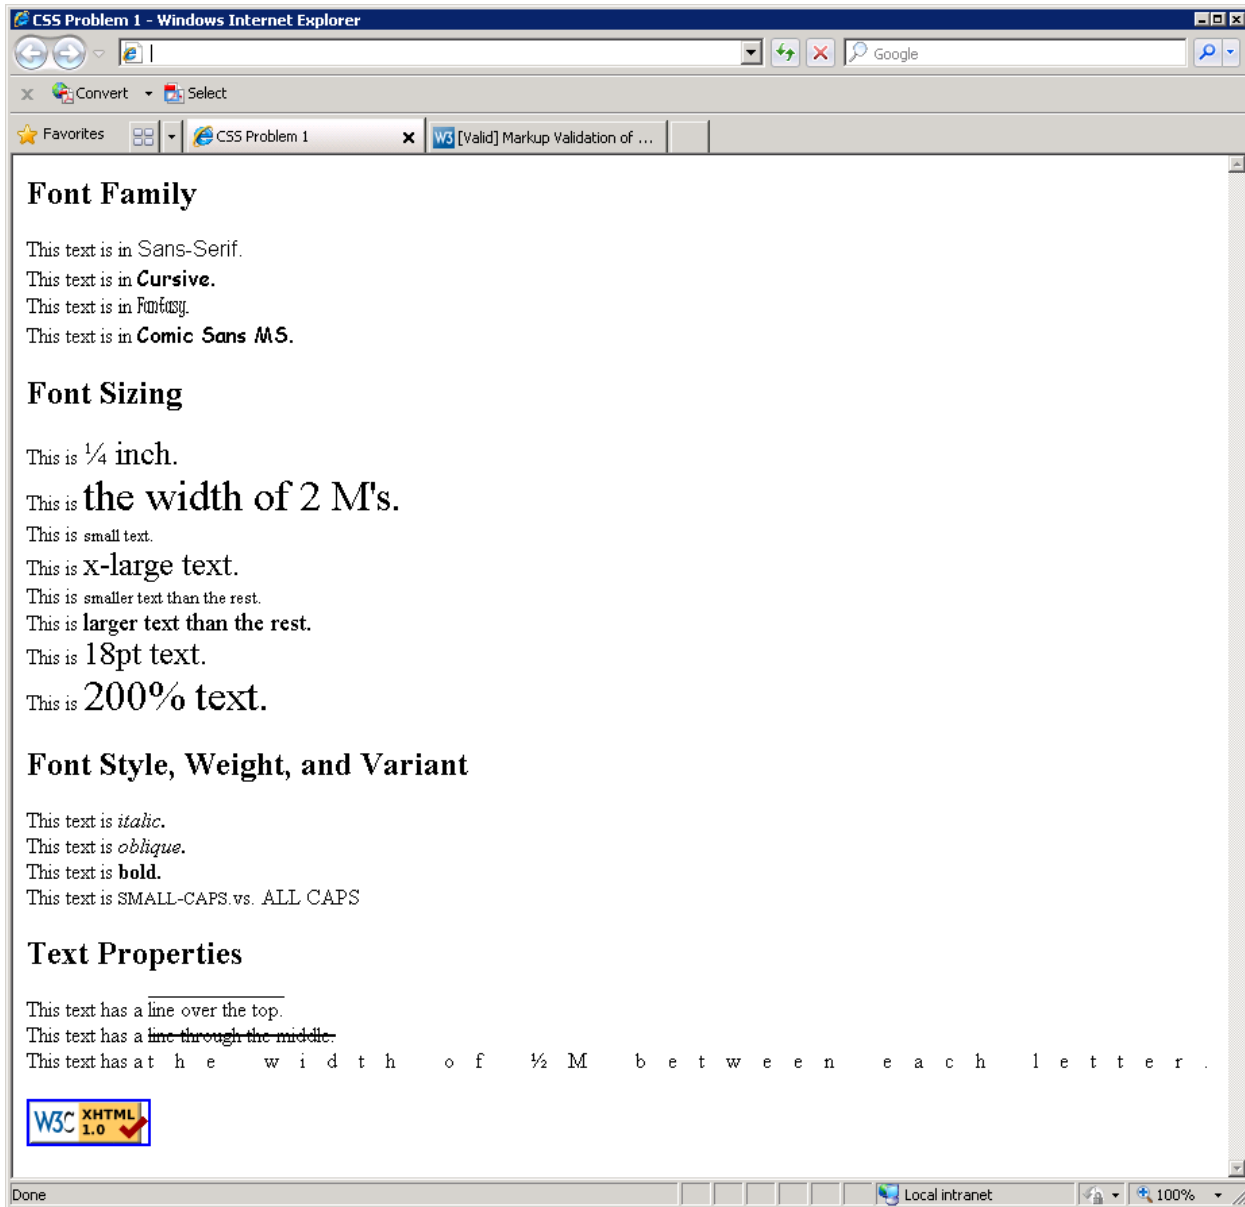 CSS Problem 1 - Windows Internet Explorer
Google
x Convert Select
Favorites CSS Problem 1 x W3 [Valid] Markup Validation of ...
Font Family
This text is in Sans-Serif.
This text is in Cursive.
This text is in Fantasy.
This text is in Comic Sans MS.
Font Sizing
This is ¼ inch.
This is the width of 2 M's.
This is small text.
This is x-large text.
This is smaller text than the rest.
This is larger text than the rest.
This is 18pt text.
This is 200% text.
Font Style, Weight, and Variant
This text is italic.
This text is oblique.
This text is bold.
This text is SMALL-CAPS.vs. ALL CAPS
Text Properties
This text has a line over the top.
This text has a line through the middle.
This text has a t h e w i d t h o f ½ M b e t w e e n e a c h l e t t e r .
W3C XHTML
1.0
Done Local intranet 100%